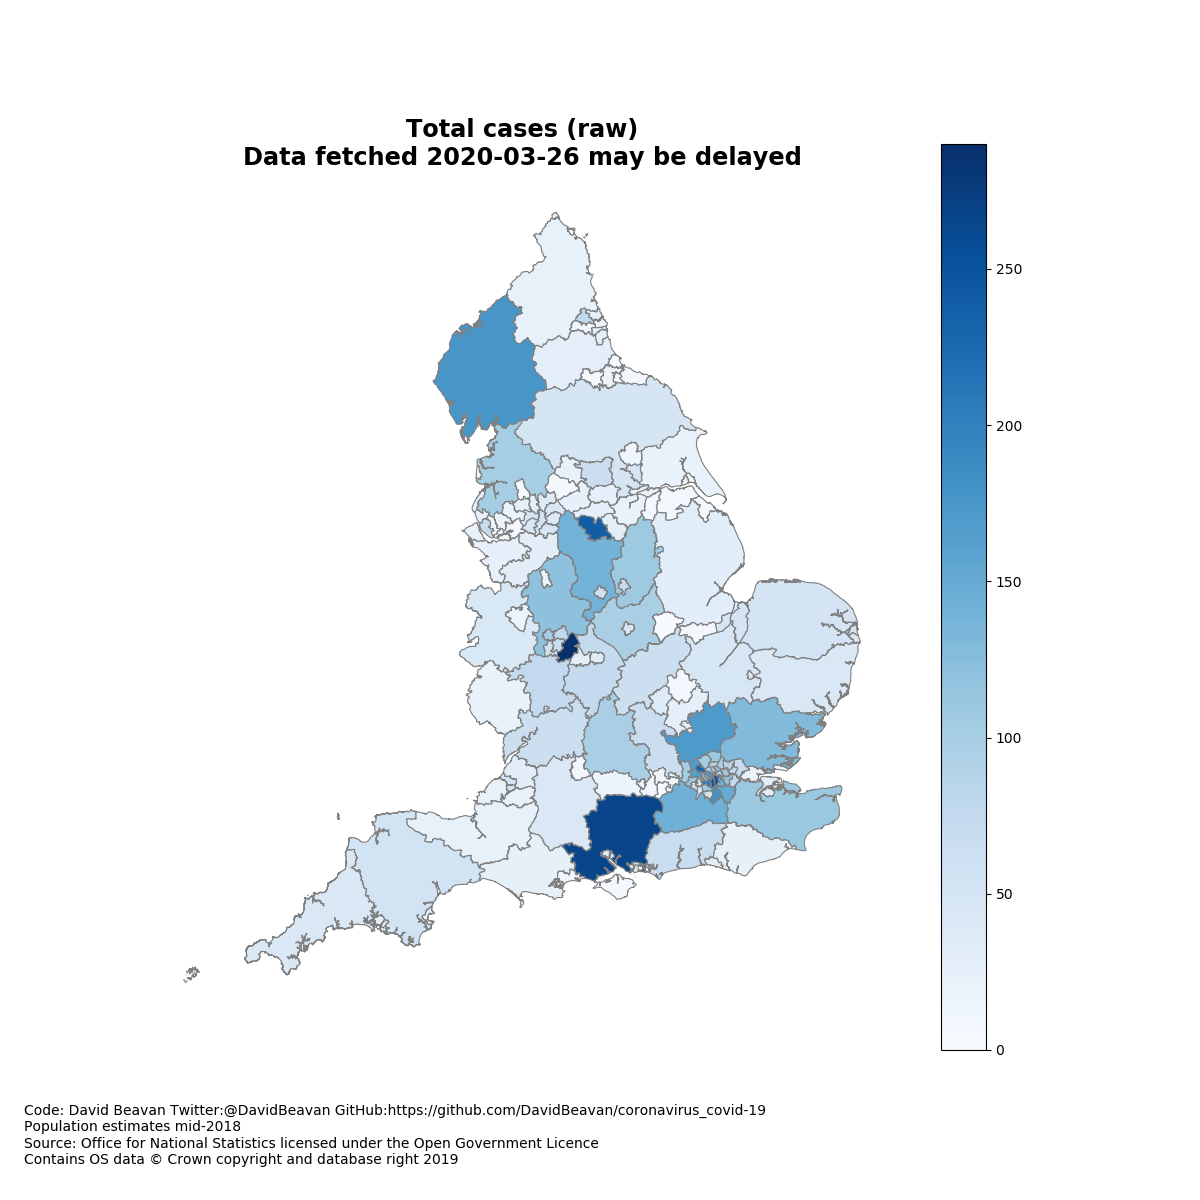 Total cases (raw)
Data fetched 2020-03-26 may be delayed
250
200
150
100
50
0
Code: David Beavan Twitter:@DavidBeavan GitHub:https://github.com/DavidBeavan/coronavirus_covid-19
Population estimates mid-2018
Source: Office for National Statistics licensed under the Open Government Licence
Contains OS data © Crown copyright and database right 2019